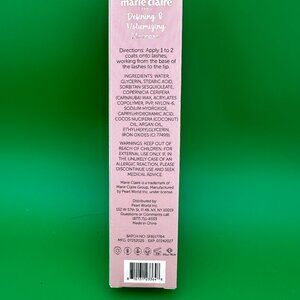 marie claire
Defining &
Volumizing
Mascara
Directions: Apply 1 to 2
coats onto lashes,
working from the base of
the lashes to the tip.
INGREDIENTS: WATER,
GLYCERIN, STEARIC ACID,
SORBITAN SESQUIOLEATE,
COPERNICIA CERIFERA
(CARNAUBA) WAX, ACRYLATES
COPOLYMER, PVP, NYLON-6,
SODIUM HYDROXIDE,
CAPRYLHYDROXAMIC ACID,
COCOS NUCIFERA (COCONUT)
OIL, ARGAN OIL,
ETHYLHEXYLGLYCERIN,
IRON OXIDES (CI 77499)
WARNINGS: KEEP OUT OF
REACH OF CHILDREN. FOR
EXTERNAL USE ONLY. IF, IN
THE UNLIKELY CASE OF AN
ALLERGIC REACTION, PLEASE
DISCONTINUE USE AND SEEK
MEDICAL ADVICE.
Marie Claire is a trademark of
Marie Claire Group. Manufactured
by Pearl World Inc. under license.
Distributed by
Pearl World Inc.
Questions or Comments call
Made in China
MFG. 07252025 EXP. 07242027